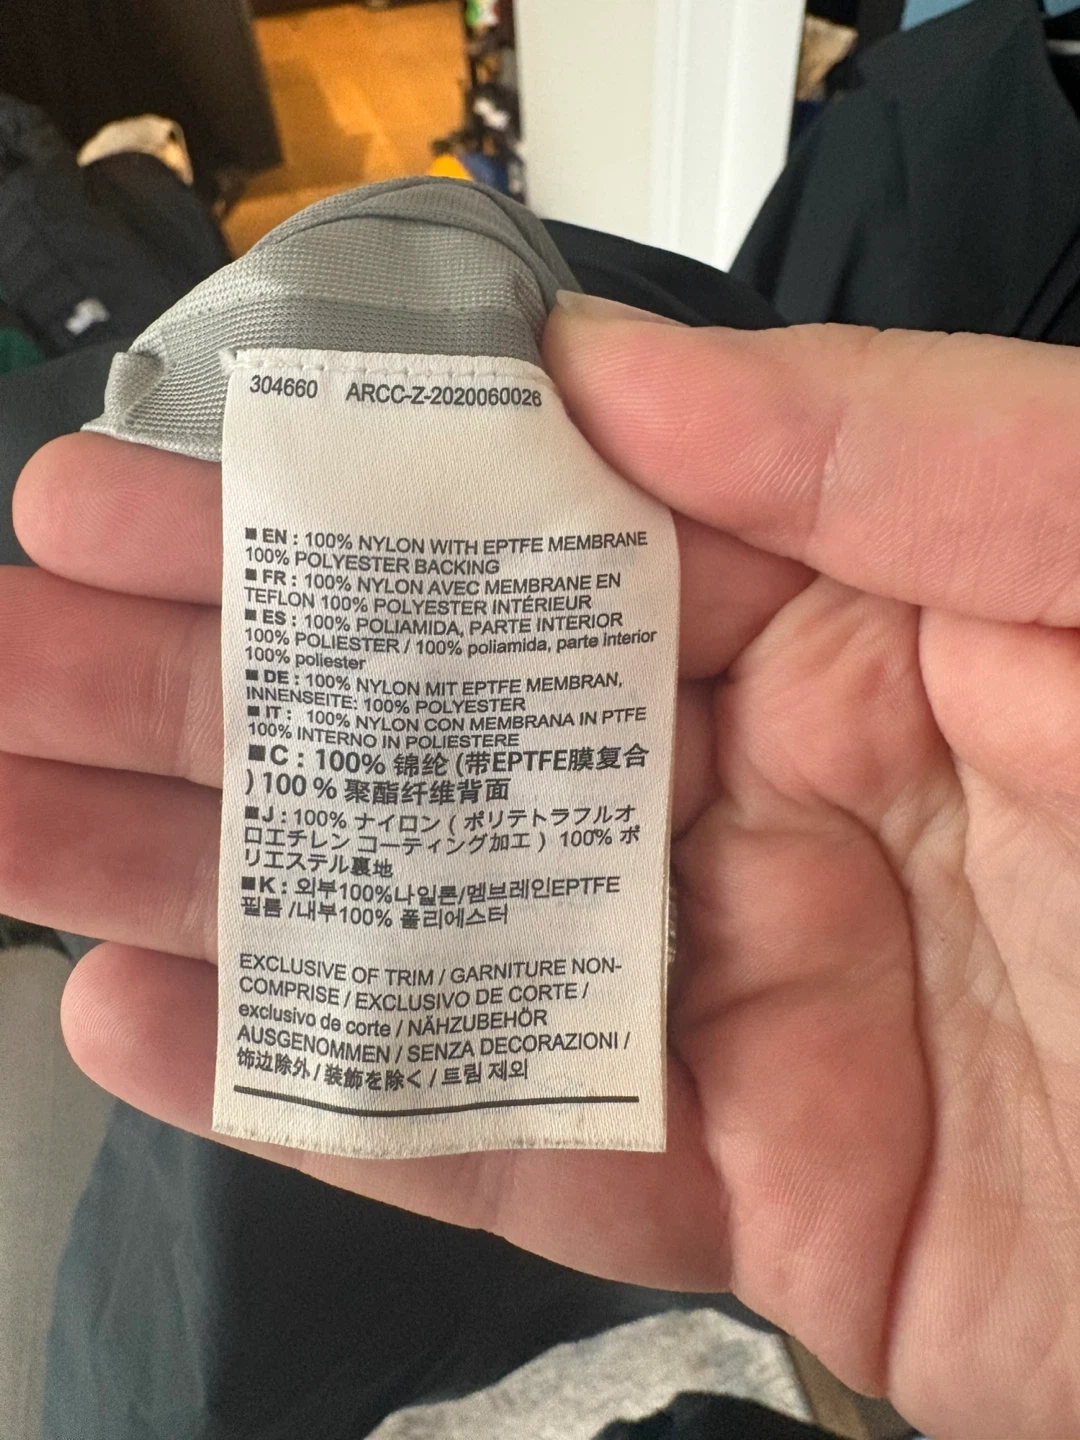 304660 ARCC-Z-2020060026
■ EN : 100% NYLON WITH EPTFE MEMBRANE
100% POLYESTER BACKING
■ FR : 100% NYLON AVEC MEMBRANE EN
TEFLON 100% POLYESTER INTÉRIEUR
■ ES : 100% POLIAMIDA, PARTE INTERIOR
100% POLIESTER / 100% poliamida, parte interior
100% poliester
■ DE : 100% NYLON MIT EPTFE MEMBRAN,
INNENSEITE: 100% POLYESTER
■ IT : 100% NYLON CON MEMBRANA IN PTFE
100% INTERNO IN POLIESTERE
■C : 100% 锦纶 (带EPTFE膜复合
) 100 % 聚酯纤维背面
■J : 100% ナイロン ( ポリテトラフルオ
ロエチレン コーティング加工 ) 100% ポ
リエステル裏地
■K : 외부100%나일론/멤브레인EPTFE
필름 /내부100% 폴리에스터
EXCLUSIVE OF TRIM / GARNITURE NON-
COMPRISE / EXCLUSIVO DE CORTE /
exclusivo de corte / NÄHZUBEHÖR
AUSGENOMMEN / SENZA DECORAZIONI /
饰边除外 / 装飾を除く / 트림 제외